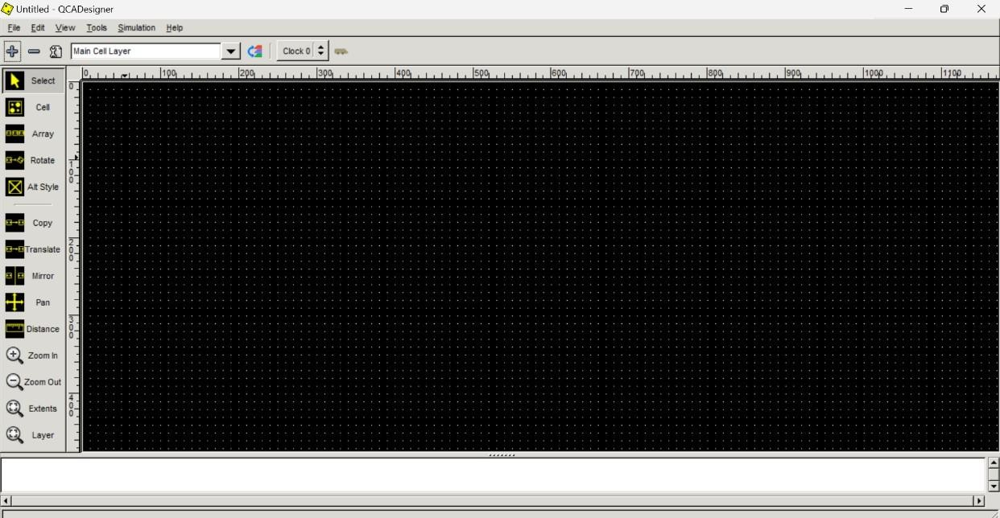 Untitled - QCADesigner
File Edit View Tools Simulation Help
Main Cell Layer Clock 0
0 100 200 300 400 500 600 700 800 900 1000 1100
0
100
200
300
400
Select
Cell
Array
Rotate
Alt Style
Copy
Translate
Mirror
Pan
Distance
Zoom In
Zoom Out
Extents
Layer